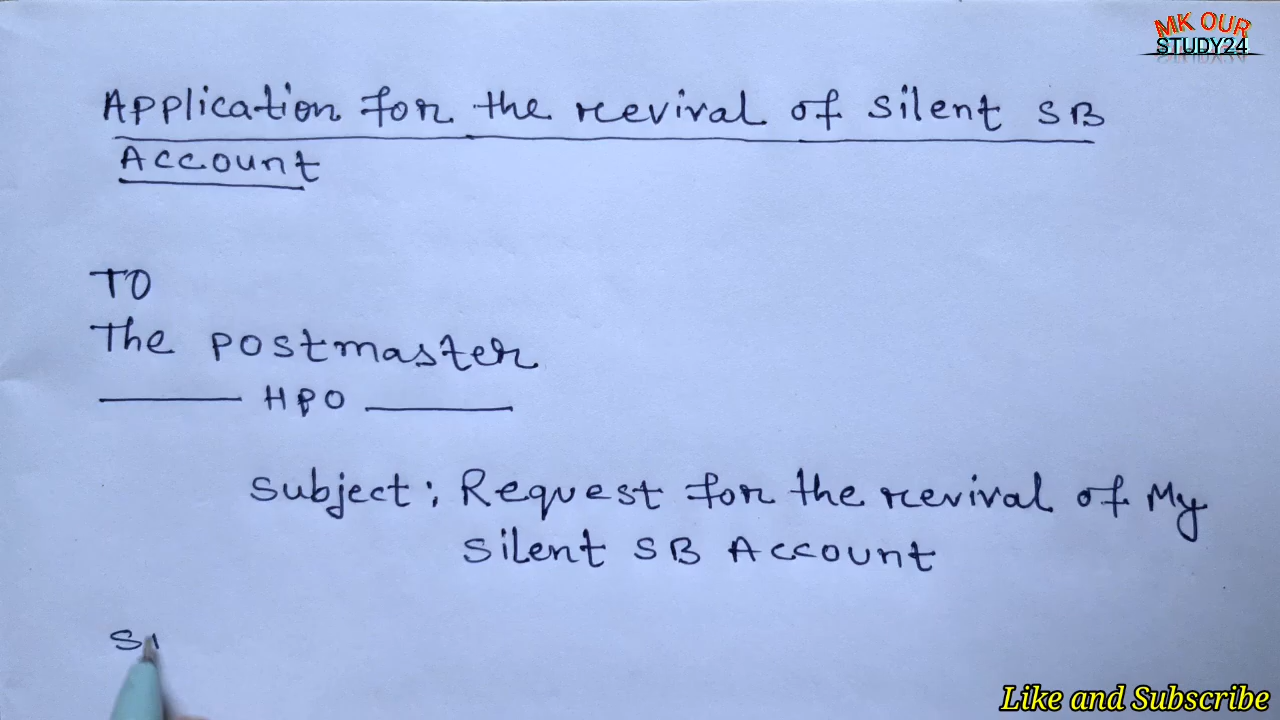 MK OUR
STUDY24
Application for the revival of silent SB
Account
TO
The postmaster
HPO
Subject: Request for the revival of My
Silent SB Account
Like and Subscribe